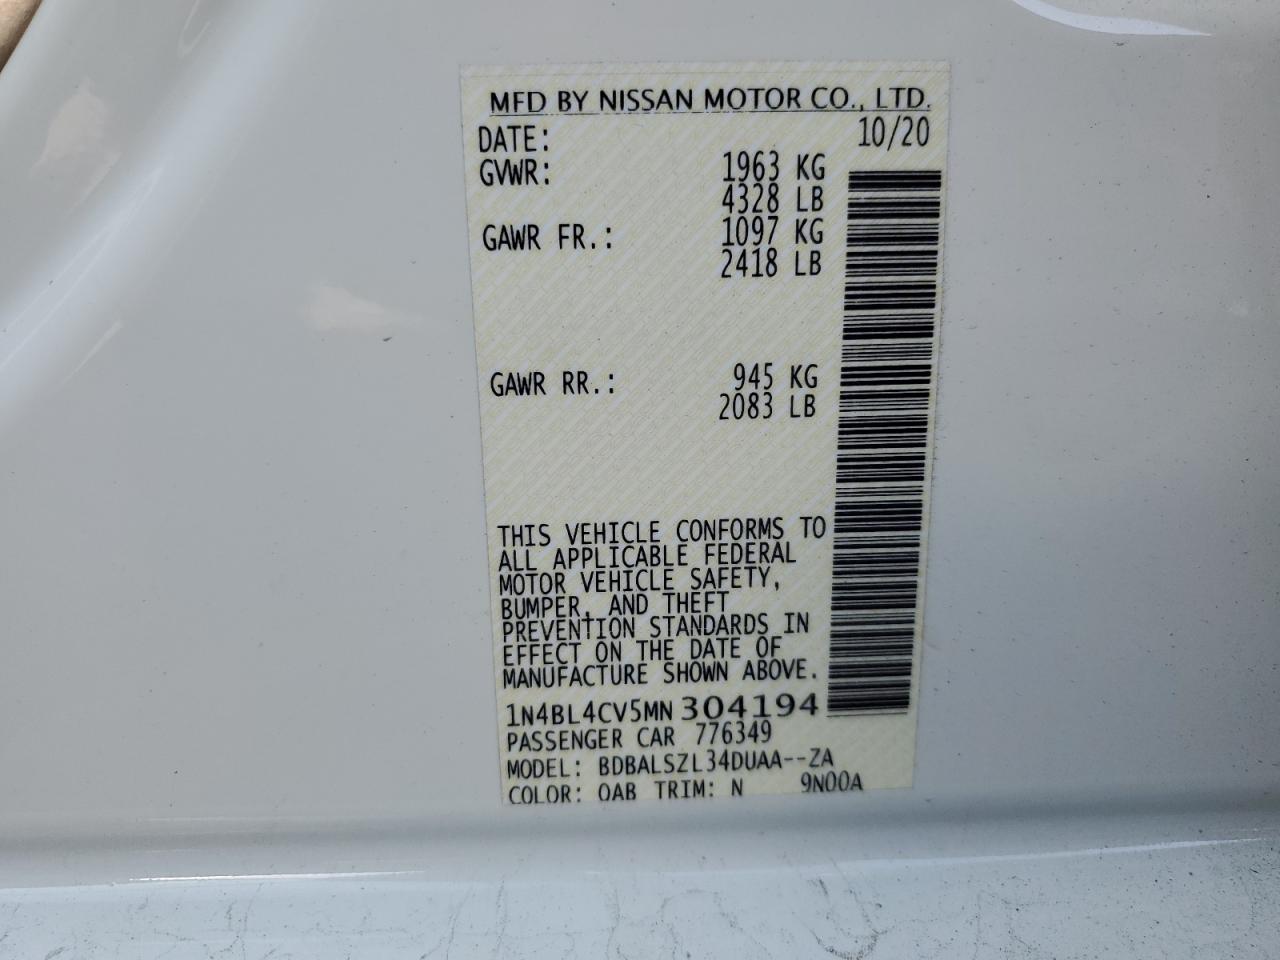 MFD BY NISSAN MOTOR CO., LTD.
DATE: 10/20
GVWR: 1963 KG
4328 LB
GAWR FR.: 1097 KG
2418 LB
GAWR RR.: 945 KG
2083 LB
THIS VEHICLE CONFORMS TO
ALL APPLICABLE FEDERAL
MOTOR VEHICLE SAFETY,
BUMPER, AND THEFT
PREVENTION STANDARDS IN
EFFECT ON THE DATE OF
MANUFACTURE SHOWN ABOVE.
1N4BL4CV5MN304194
PASSENGER CAR 776349
MODEL: BDBALSZL34DUAA--ZA
COLOR: QAB TRIM: N 9N00A